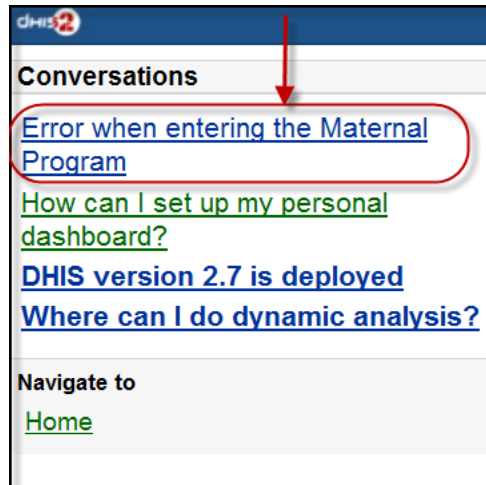 dHIS2
Conversations
Error when entering the Maternal
Program
How can I set up my personal
dashboard?
DHIS version 2.7 is deployed
Where can I do dynamic analysis?
Navigate to
Home